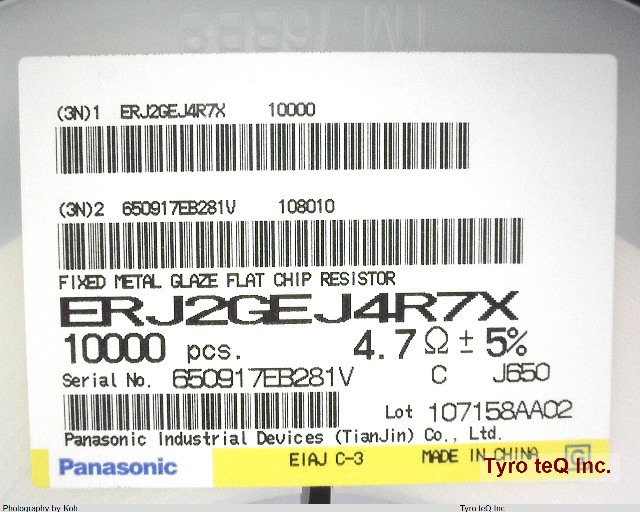 (3N)1 ERJ2GEJ4R7X 10000
(3N)2 650917EB281V 108010
FIXED METAL GLAZE FLAT CHIP RESISTOR
ERJ2GEJ4R7X
10000 pcs. 4.7 Ω ± 5%
Serial No. 650917EB281V C J650
Lot 107158AA02
Panasonic Industrial Devices (TianJin) Co., Ltd.
Panasonic EIAJ C-3 MADE IN CHINA G
Tyro teQ Inc.
Photography by Koh Tyro teQ Inc